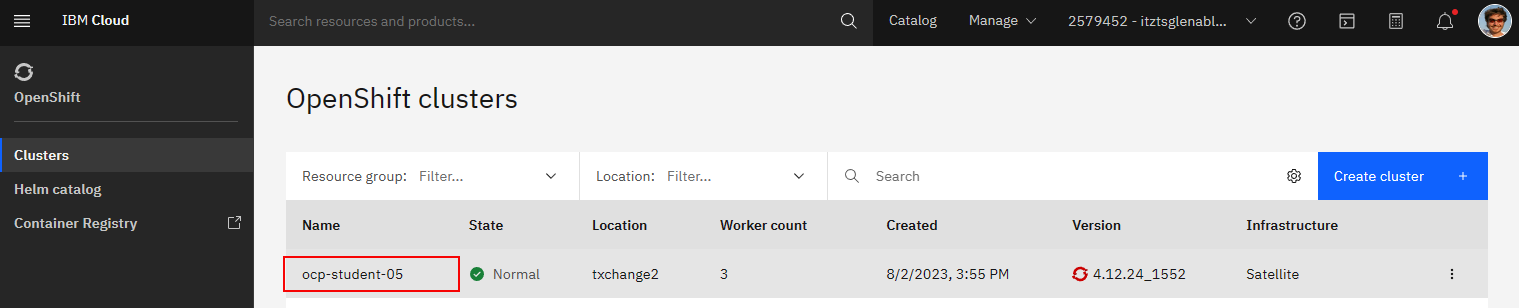 IBM Cloud
Search resources and products...
Catalog
Manage
2579452 - itztsglenabl...
OpenShift
Clusters
Helm catalog
Container Registry
OpenShift clusters
Resource group: Filter...
Location: Filter...
Search
Create cluster +
Name State Location Worker count Created Version Infrastructure
ocp-student-05 Normal txchange2 3 8/2/2023, 3:55 PM 4.12.24_1552 Satellite